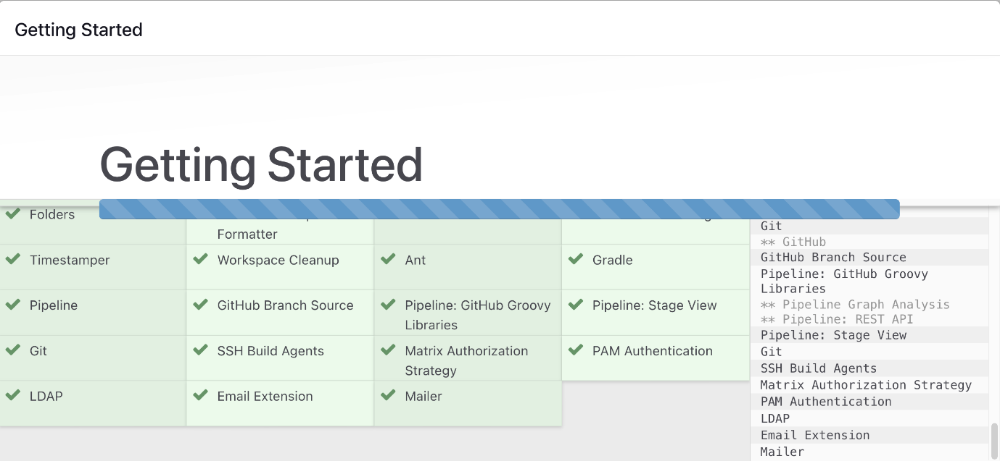 Getting Started
Getting Started
Folders
Formatter
Timestamper
Workspace Cleanup
Ant
Gradle
Pipeline
GitHub Branch Source
Pipeline: GitHub Groovy
Libraries
Pipeline: Stage View
Git
SSH Build Agents
Matrix Authorization
Strategy
PAM Authentication
LDAP
Email Extension
Mailer
Git
** GitHub
GitHub Branch Source
Pipeline: GitHub Groovy
Libraries
** Pipeline Graph Analysis
** Pipeline: REST API
Pipeline: Stage View
Git
SSH Build Agents
Matrix Authorization Strategy
PAM Authentication
LDAP
Email Extension
Mailer